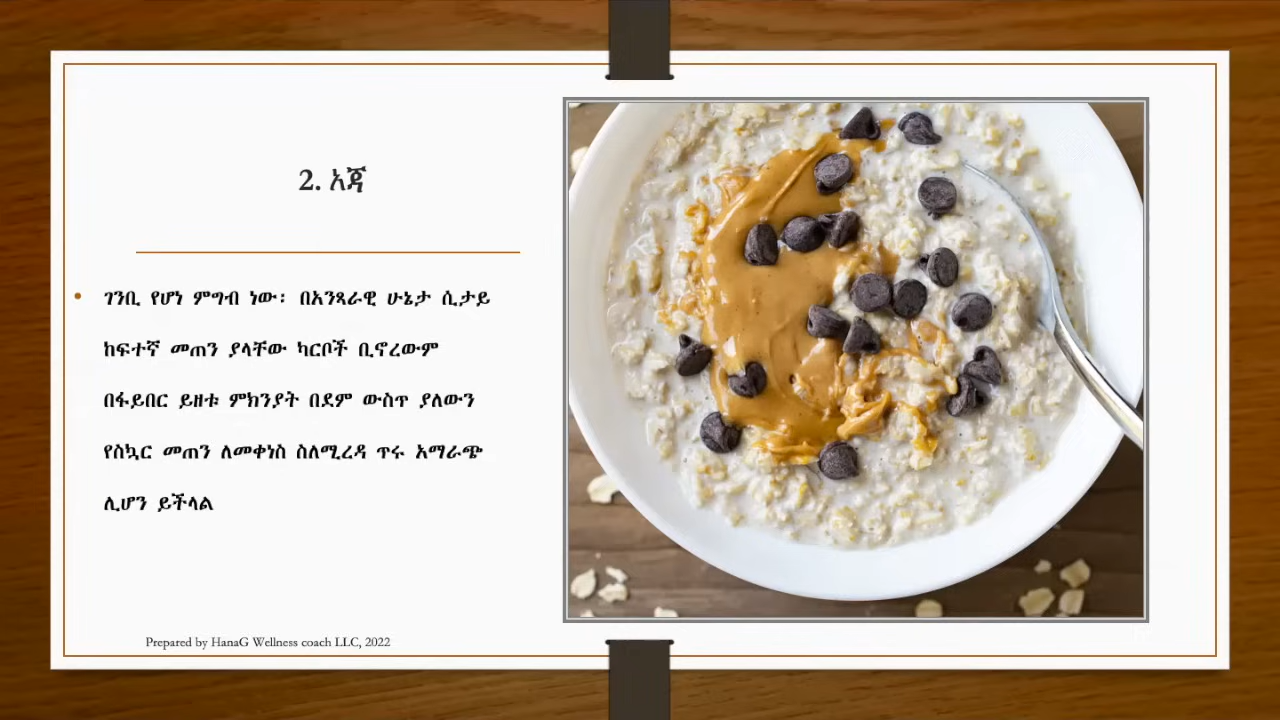 2. አጃ
ገንቢ የሆነ ምግብ ነው፡ በአንጻራዊ ሁኔታ ሲታይ
ከፍተኛ መጠን ያላቸው ካርቦች ቢኖረውም
በፋይበር ይዘቱ ምክንያት በደም ውስጥ ያለውን
የስኳር መጠን ለመቀነስ ስለሚረዳ ጥሩ አማራጭ
ሊሆን ይችላል
Prepared by HanaG Wellness coach LLC, 2022